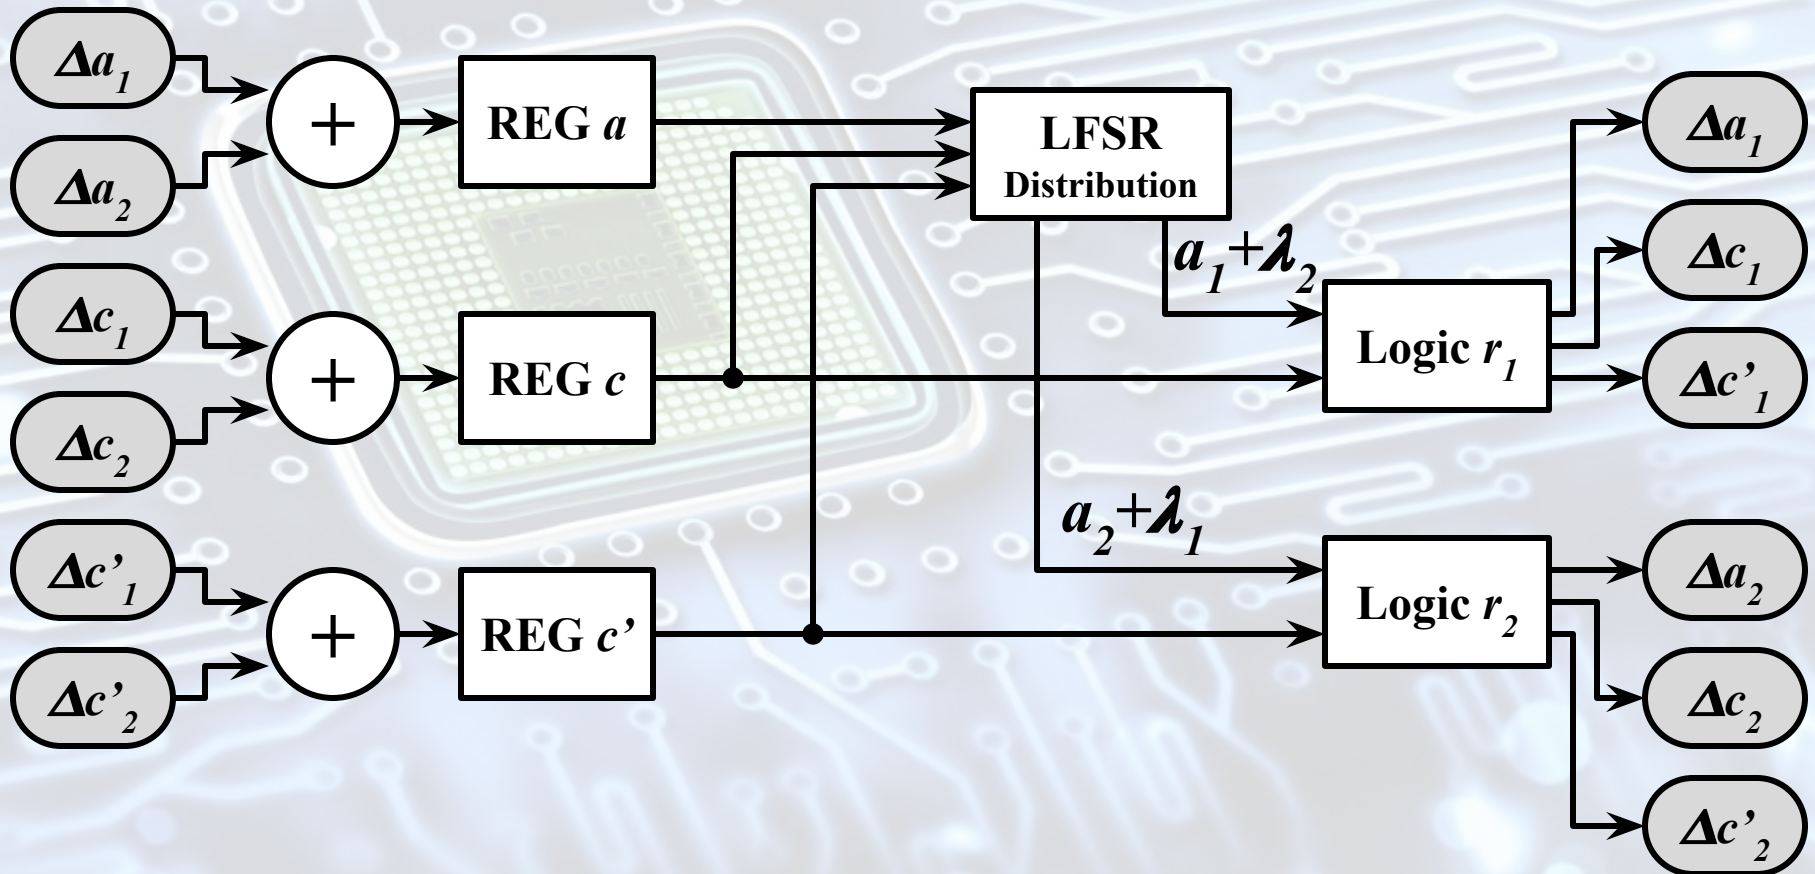 Δa₁
Δa₂
Δc₁
Δc₂
Δc’₁
Δc’₂
+
+
+
REG a
REG c
REG c’
LFSR
Distribution
a₁+λ₂
a₂+λ₁
Logic r₁
Logic r₂
Δa₁
Δc₁
Δc’₁
Δa₂
Δc₂
Δc’₂